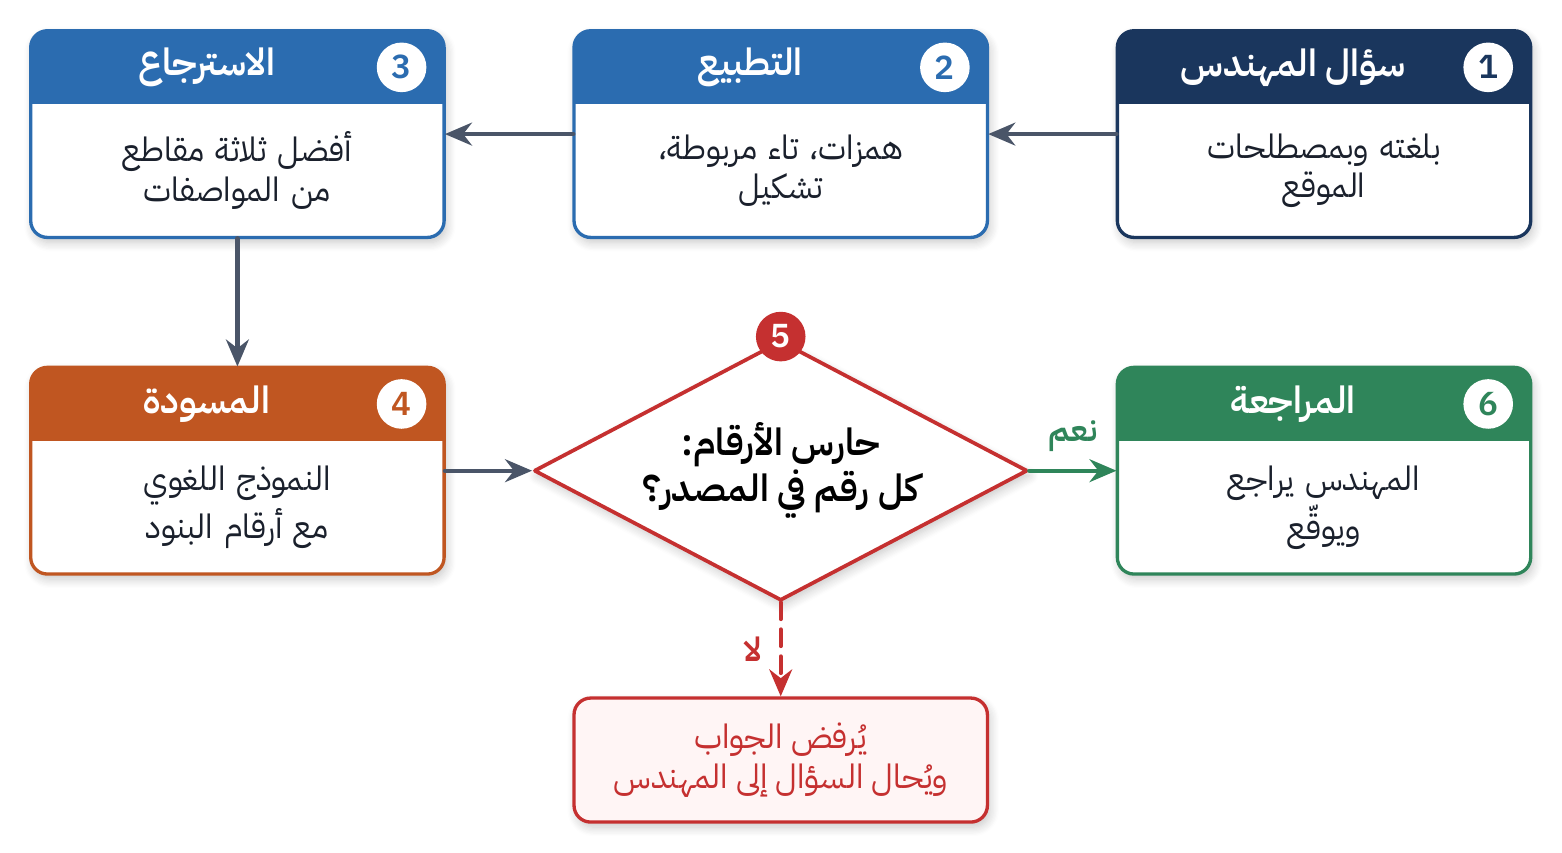 1
سؤال المهندس
بلغته وبمصطلحات
الموقع
2
التطبيع
همزات، تاء مربوطة،
تشكيل
3
الاسترجاع
أفضل ثلاثة مقاطع
من المواصفات
4
المسودة
النموذج اللغوي
مع أرقام البنود
5
حارس الأرقام:
كل رقم في المصدر؟
نعم
6
المراجعة
المهندس يراجع
ويوقّع
لا
يُرفض الجواب
ويُحال السؤال إلى المهندس